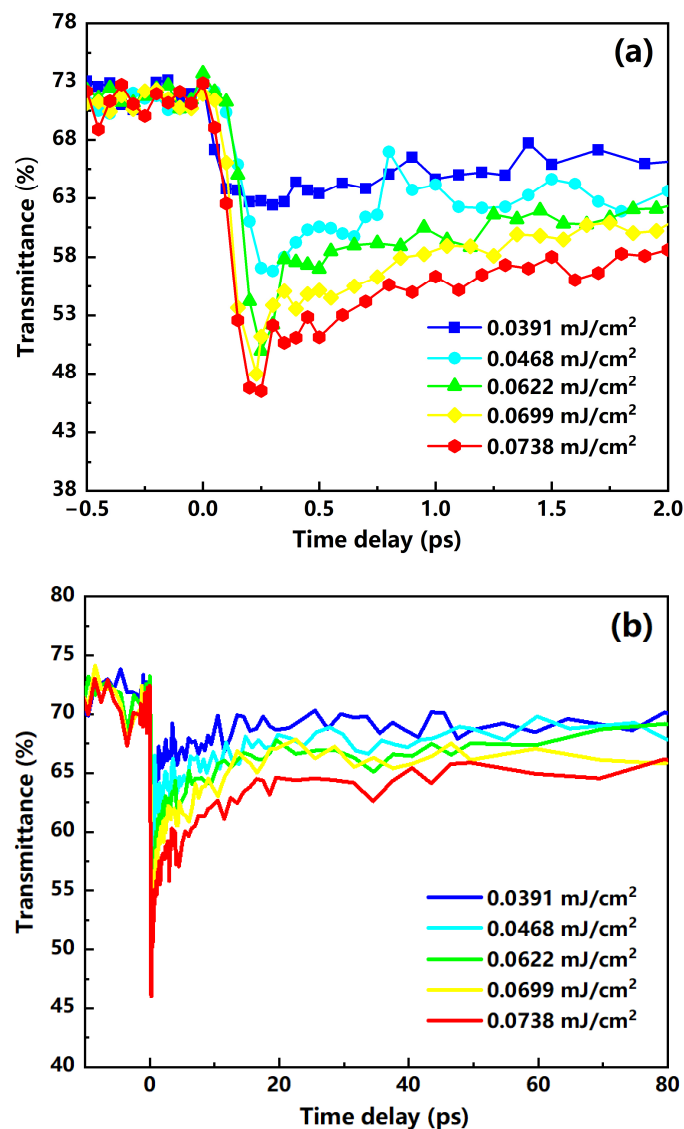 78
73
68
63
58
53
48
43
38
Transmittance (%)
(a)
0.0391 mJ/cm²
0.0468 mJ/cm²
0.0622 mJ/cm²
0.0699 mJ/cm²
0.0738 mJ/cm²
−0.5 0.0 0.5 1.0 1.5 2.0
Time delay (ps)
80
75
70
65
60
55
50
45
40
Transmittance (%)
(b)
0.0391 mJ/cm²
0.0468 mJ/cm²
0.0622 mJ/cm²
0.0699 mJ/cm²
0.0738 mJ/cm²
0 20 40 60 80
Time delay (ps)